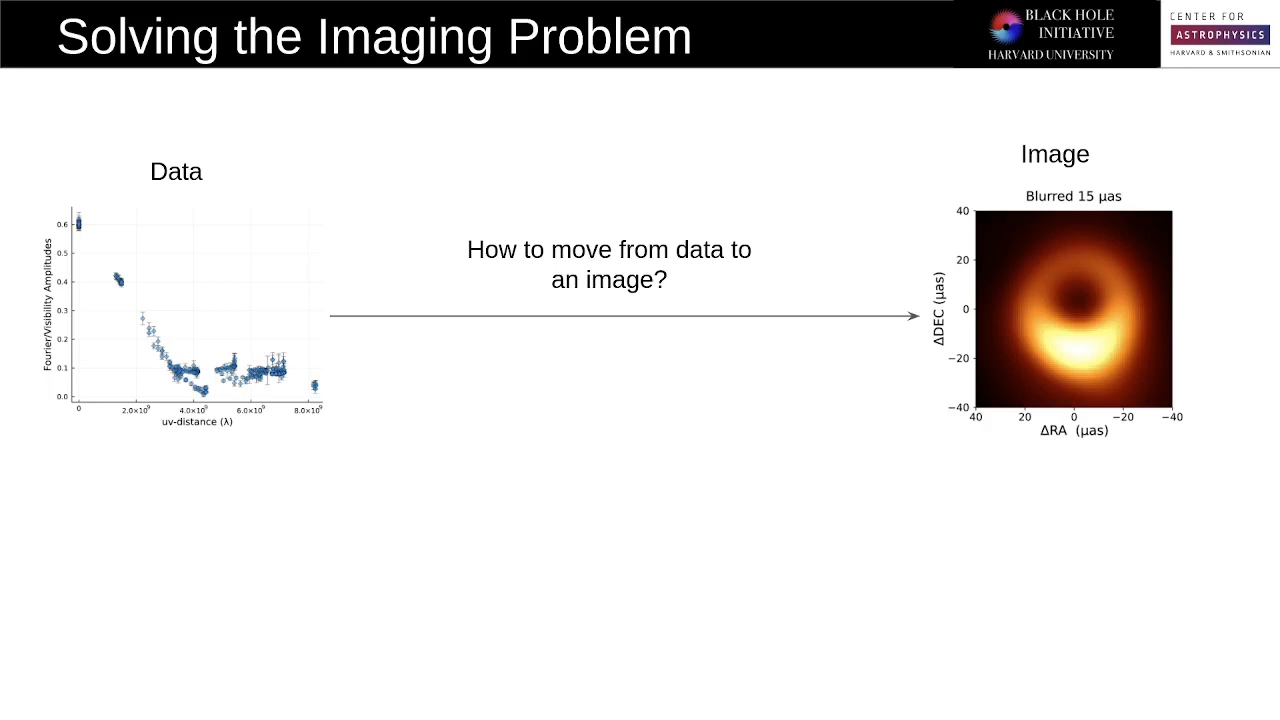 Solving the Imaging Problem
BLACK HOLE
INITIATIVE
HARVARD UNIVERSITY
CENTER FOR
ASTROPHYSICS
HARVARD & SMITHSONIAN
Data
Fourier/Visibility Amplitudes
0.6
0.5
0.4
0.3
0.2
0.1
0.0
0
2.0×10⁹
4.0×10⁹
6.0×10⁹
8.0×10⁹
uv-distance (λ)
How to move from data to
an image?
Image
Blurred 15 μas
ΔDEC (μas)
40
20
0
−20
−40
40
20
0
−20
−40
ΔRA (μas)